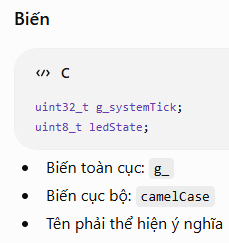 Biến
</> C
uint32_t g_systemTick;
uint8_t ledState;
• Biến toàn cục: g_
• Biến cục bộ: camelCase
• Tên phải thể hiện ý nghĩa